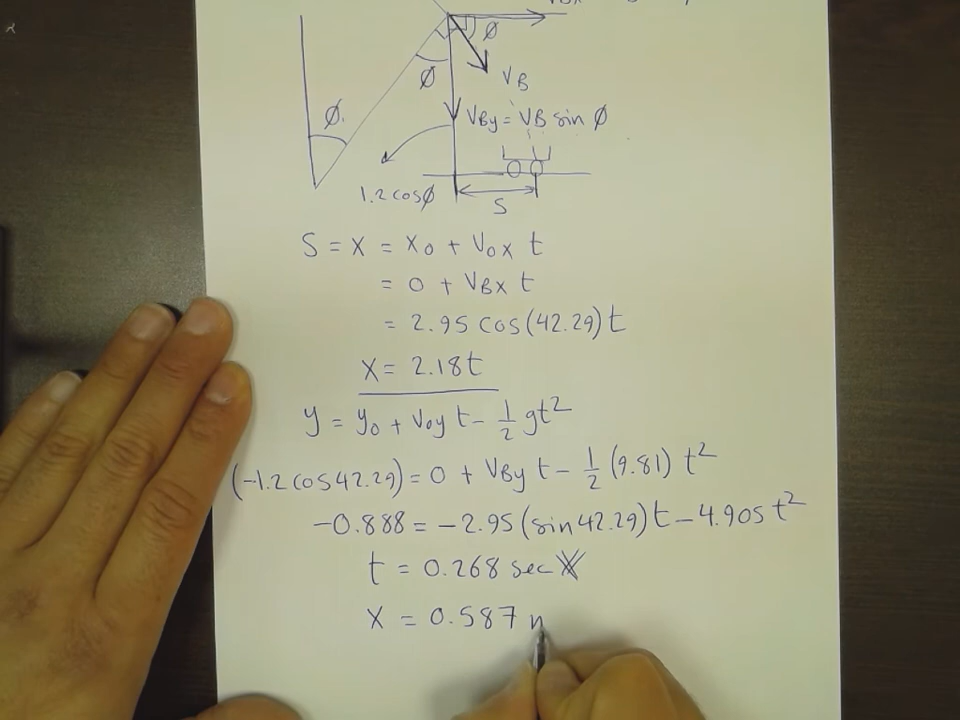 Ø
Ø
VB
Ø.
VBy = VB sin Ø
1.2 cosØ
S
S = x = x0 + V0x t
= 0 + VBx t
= 2.95 cos(42.29) t
x = 2.18t
y = y0 + V0y t - 1/2 gt²
(-1.2 cos 42.29) = 0 + VBy t - 1/2 (9.81) t²
-0.888 = -2.95 (sin 42.29) t - 4.905 t²
t = 0.268 sec
x = 0.587